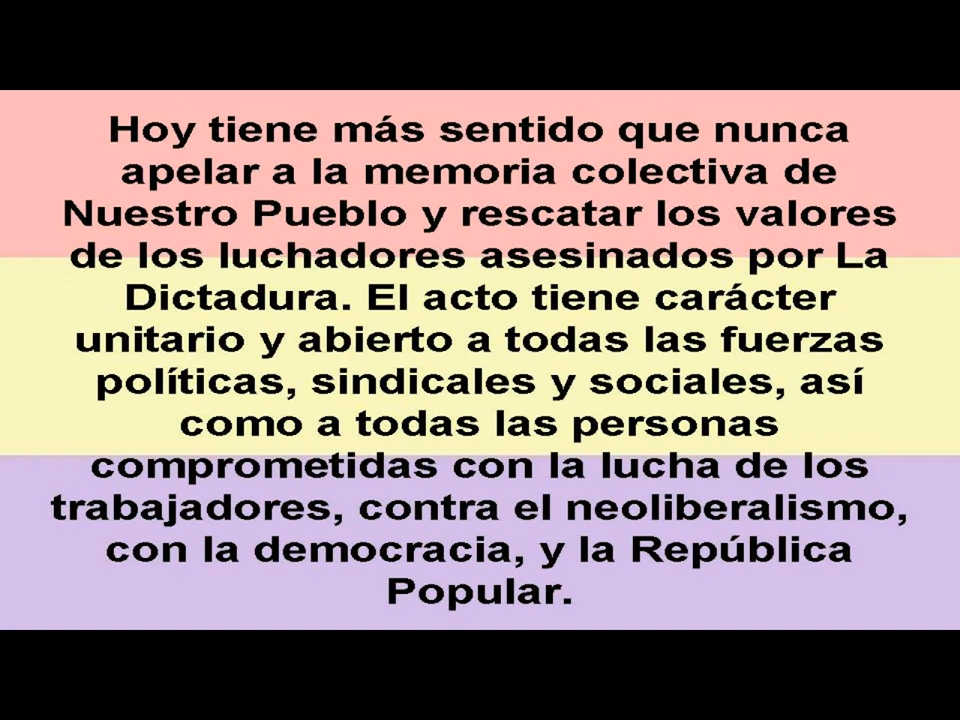 Hoy tiene más sentido que nunca
apelar a la memoria colectiva de
Nuestro Pueblo y rescatar los valores
de los luchadores asesinados por La
Dictadura. El acto tiene carácter
unitario y abierto a todas las fuerzas
políticas, sindicales y sociales, así
como a todas las personas
comprometidas con la lucha de los
trabajadores, contra el neoliberalismo,
con la democracia, y la República
Popular.